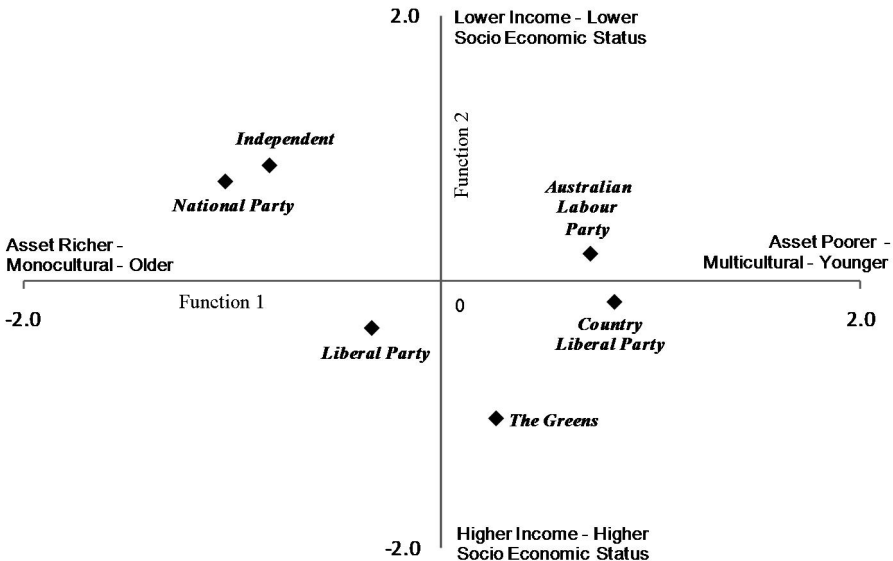 2.0
Lower Income - Lower
Socio Economic Status
Function 2
Independent
National Party
Australian
Labour
Party
Asset Richer -
Monocultural - Older
Asset Poorer -
Multicultural - Younger
-2.0
Function 1
0
2.0
Liberal Party
Country
Liberal Party
The Greens
-2.0
Higher Income - Higher
Socio Economic Status